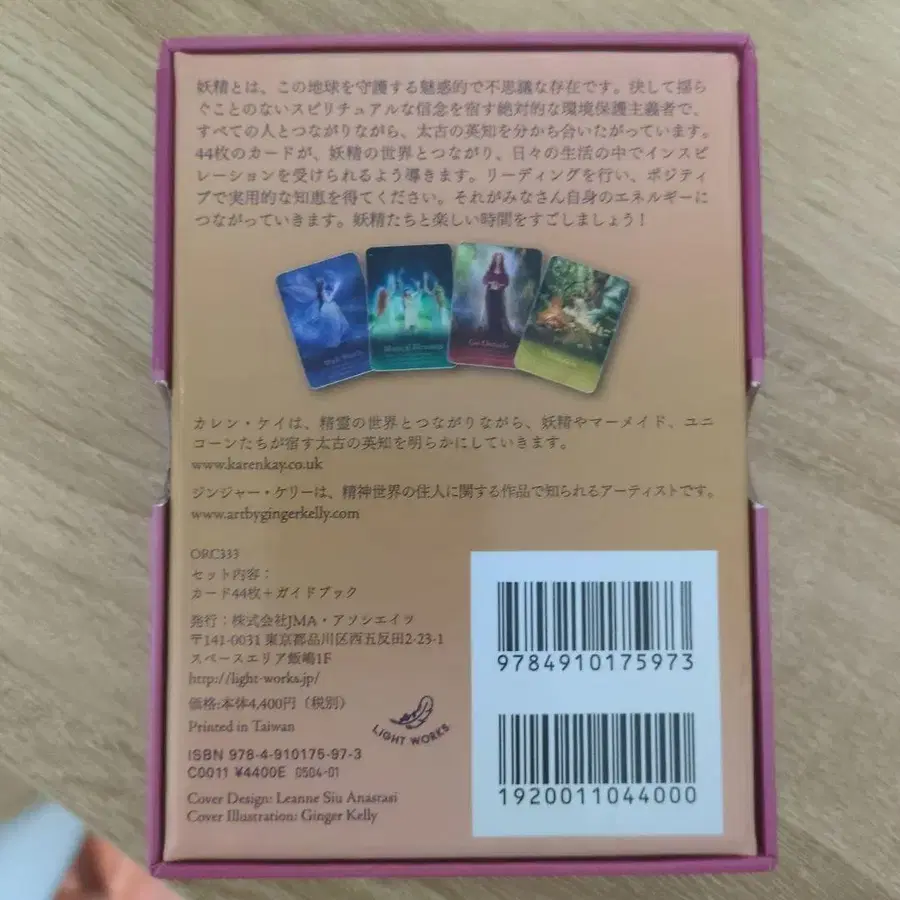 妖精とは、この地球を守護する魅惑的で不思議な存在です。決して揺ら
ぐことのないスピリチュアルな信念を宿す絶対的な環境保護主義者で、
すべての人とつながりながら、太古の英知を分かち合いたがっています。
44枚のカードが、妖精の世界とつながり、日々の生活の中でインスピ
レーションを受けられるよう導きます。リーディングを行い、ポジティ
ブで実用的な知恵を得てください。それがみなさん自身のエネルギーに
つながっていきます。妖精たちと楽しい時間をすごしましょう！
カレン・ケイは、精霊の世界とつながりながら、妖精やマーメイド、ユニ
コーンたちが宿す太古の英知を明らかにしていきます。
www.karenkay.co.uk
ジンジャー・ケリーは、精神世界の住人に関する作品で知られるアーティストです。
www.artbygingerkelly.com
ORC333
セット内容：
カード44枚＋ガイドブック
発行：株式会社JMA・アソシエイツ
〒141-0031 東京都品川区西五反田2-23-1
スペースエリア飯嶋1F
http://light-works.jp/
価格:本体4,400円（税別）
Printed in Taiwan
LIGHT WORKS
ISBN 978-4-910175-97-3
C0011 ¥4400E 0504-01
Cover Design: Leanne Siu Anastasi
Cover Illustration: Ginger Kelly
9784910175973
1920011044000